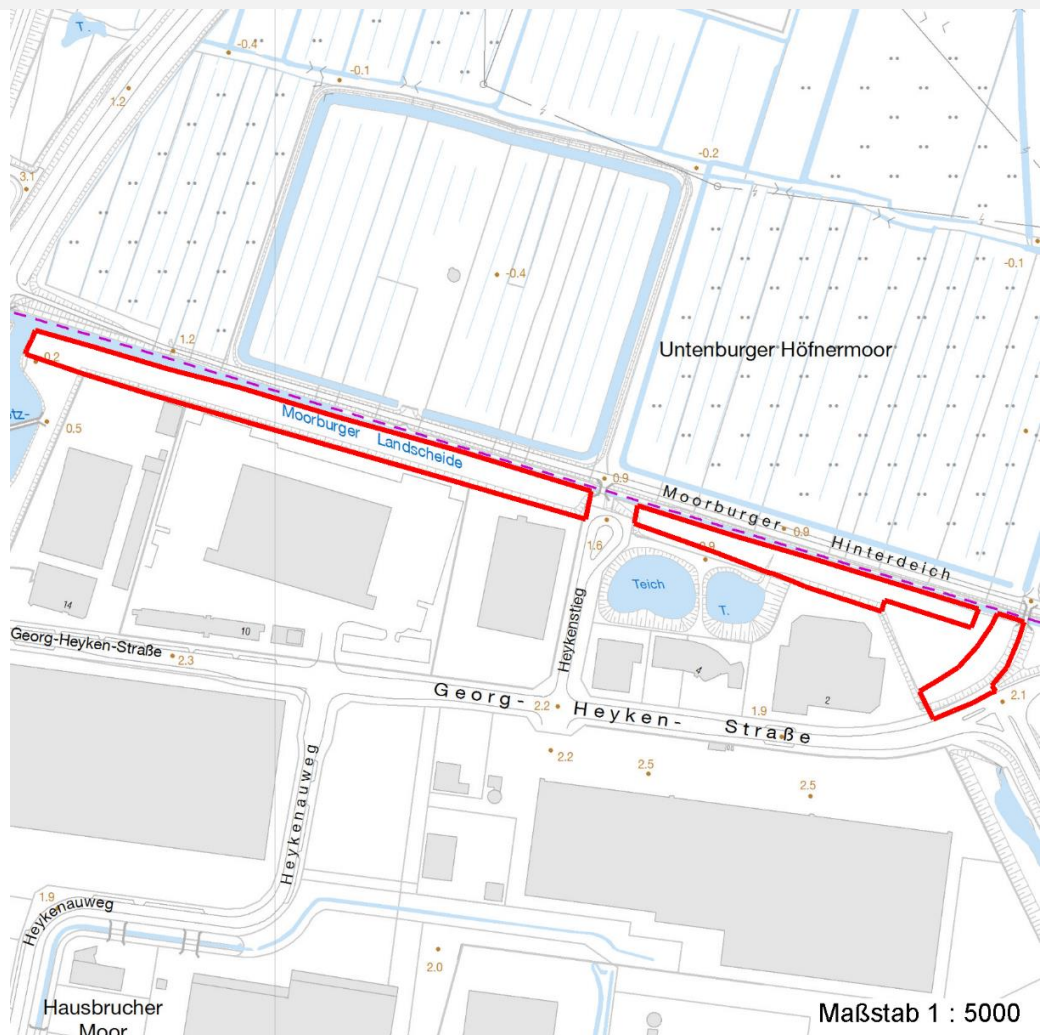 T.
-0.4
-0.1
1.2
-0.2
3.1
-0.4
-0.1
1.2
Untenburger Höfnermoor
0.2
tz-
0.5
Moorburger Landscheide
0.9
Moorburger Hinterdeich
0.9
1.6
0.9
Teich
T.
14
10
Heykenstieg
4
Georg-Heyken-Straße
2.3
2
2.1
Georg-Heyken-Straße
2.2
1.9
2.2
2.5
2.5
Heykenauweg
1.9
Heykenauweg
2.0
Hausbrucher
Moor
Maßstab 1 : 5000